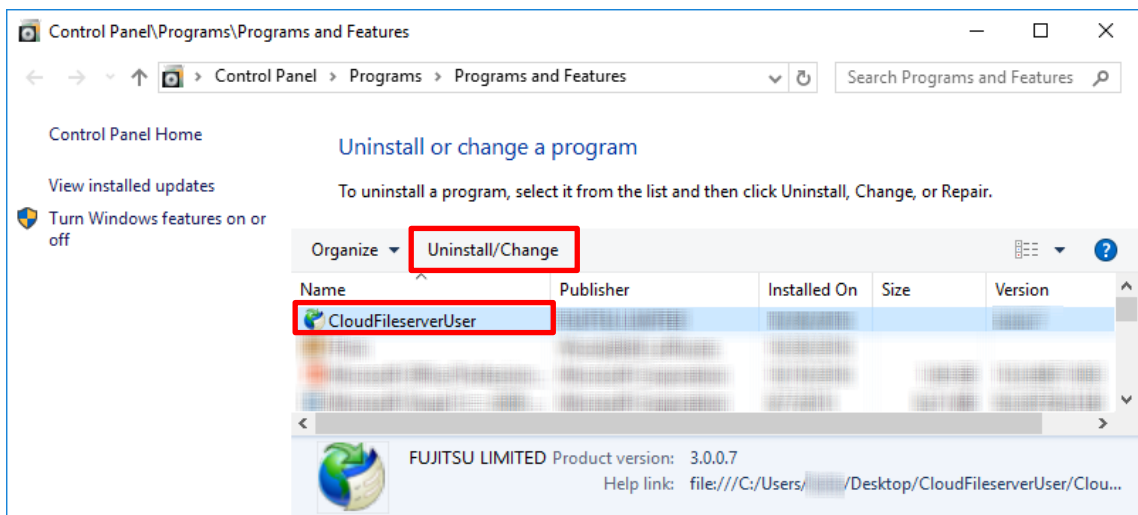 Control Panel\Programs\Programs and Features
Control Panel > Programs > Programs and Features
Search Programs and Features
Control Panel Home
View installed updates
Turn Windows features on or
off
Uninstall or change a program
To uninstall a program, select it from the list and then click Uninstall, Change, or Repair.
Organize
Uninstall/Change
Name Publisher Installed On Size Version
CloudFileserverUser
FUJITSU LIMITED Product version: 3.0.0.7
Help link: file:///C:/Users/ /Desktop/CloudFileserverUser/Clou...